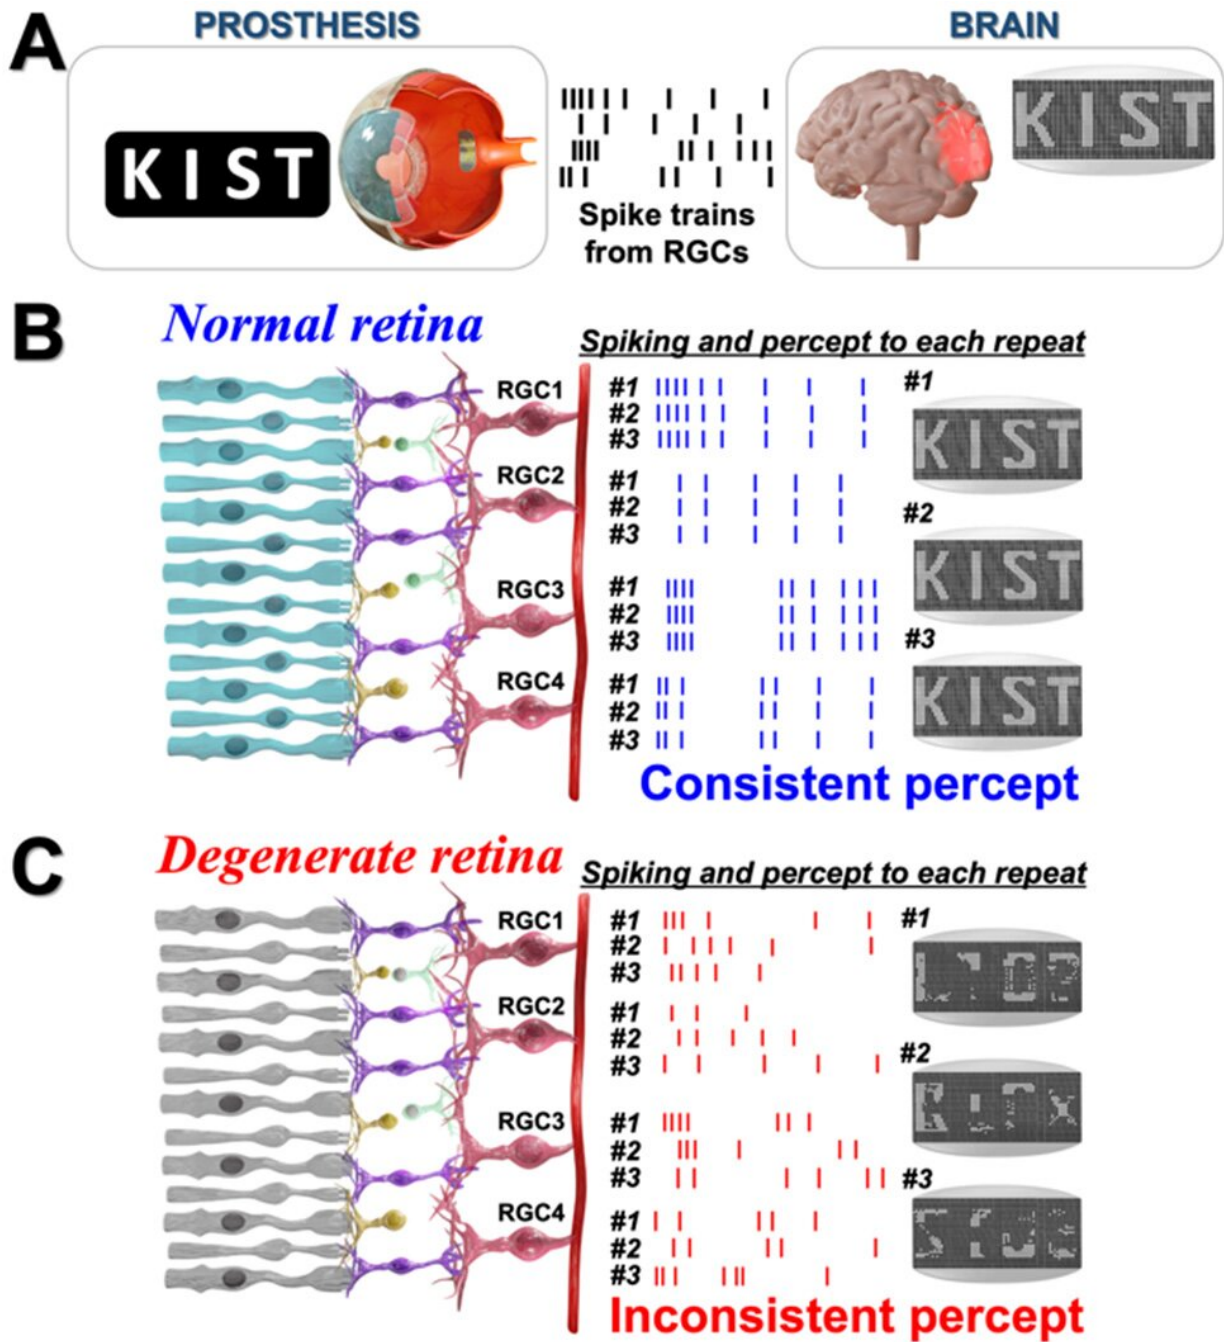 A
PROSTHESIS
BRAIN
KIST
KIST
Spike trains
from RGCs
B
Normal retina
Spiking and percept to each repeat
RGC1
#1
#2
#3
RGC2
#1
#2
#3
RGC3
#1
#2
#3
RGC4
#1
#2
#3
#1
KIST
#2
KIST
#3
KIST
Consistent percept
C
Degenerate retina
Spiking and percept to each repeat
RGC1
#1
#2
#3
RGC2
#1
#2
#3
RGC3
#1
#2
#3
RGC4
#1
#2
#3
#1
#2
#3
Inconsistent percept